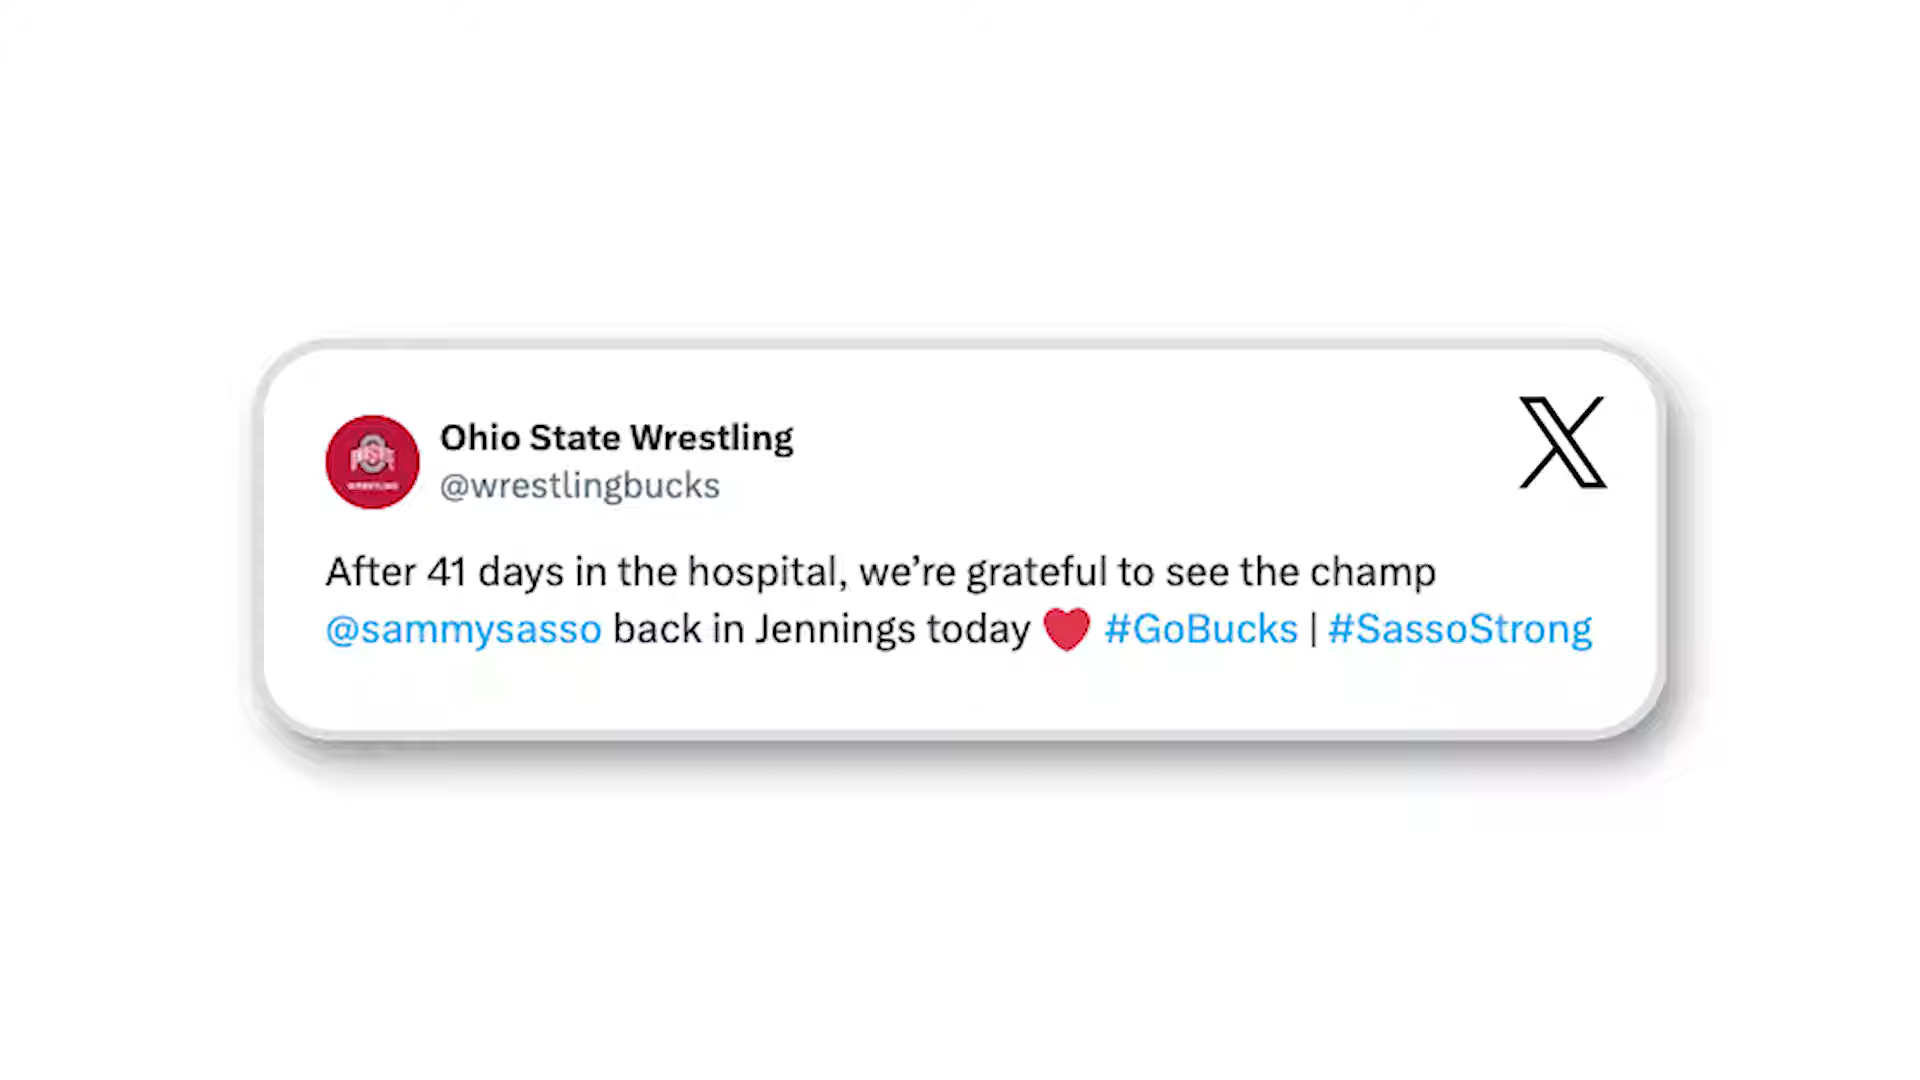 Ohio State Wrestling
@wrestlingbucks
After 41 days in the hospital, we’re grateful to see the champ
@sammysasso back in Jennings today ❤️ #GoBucks | #SassoStrong